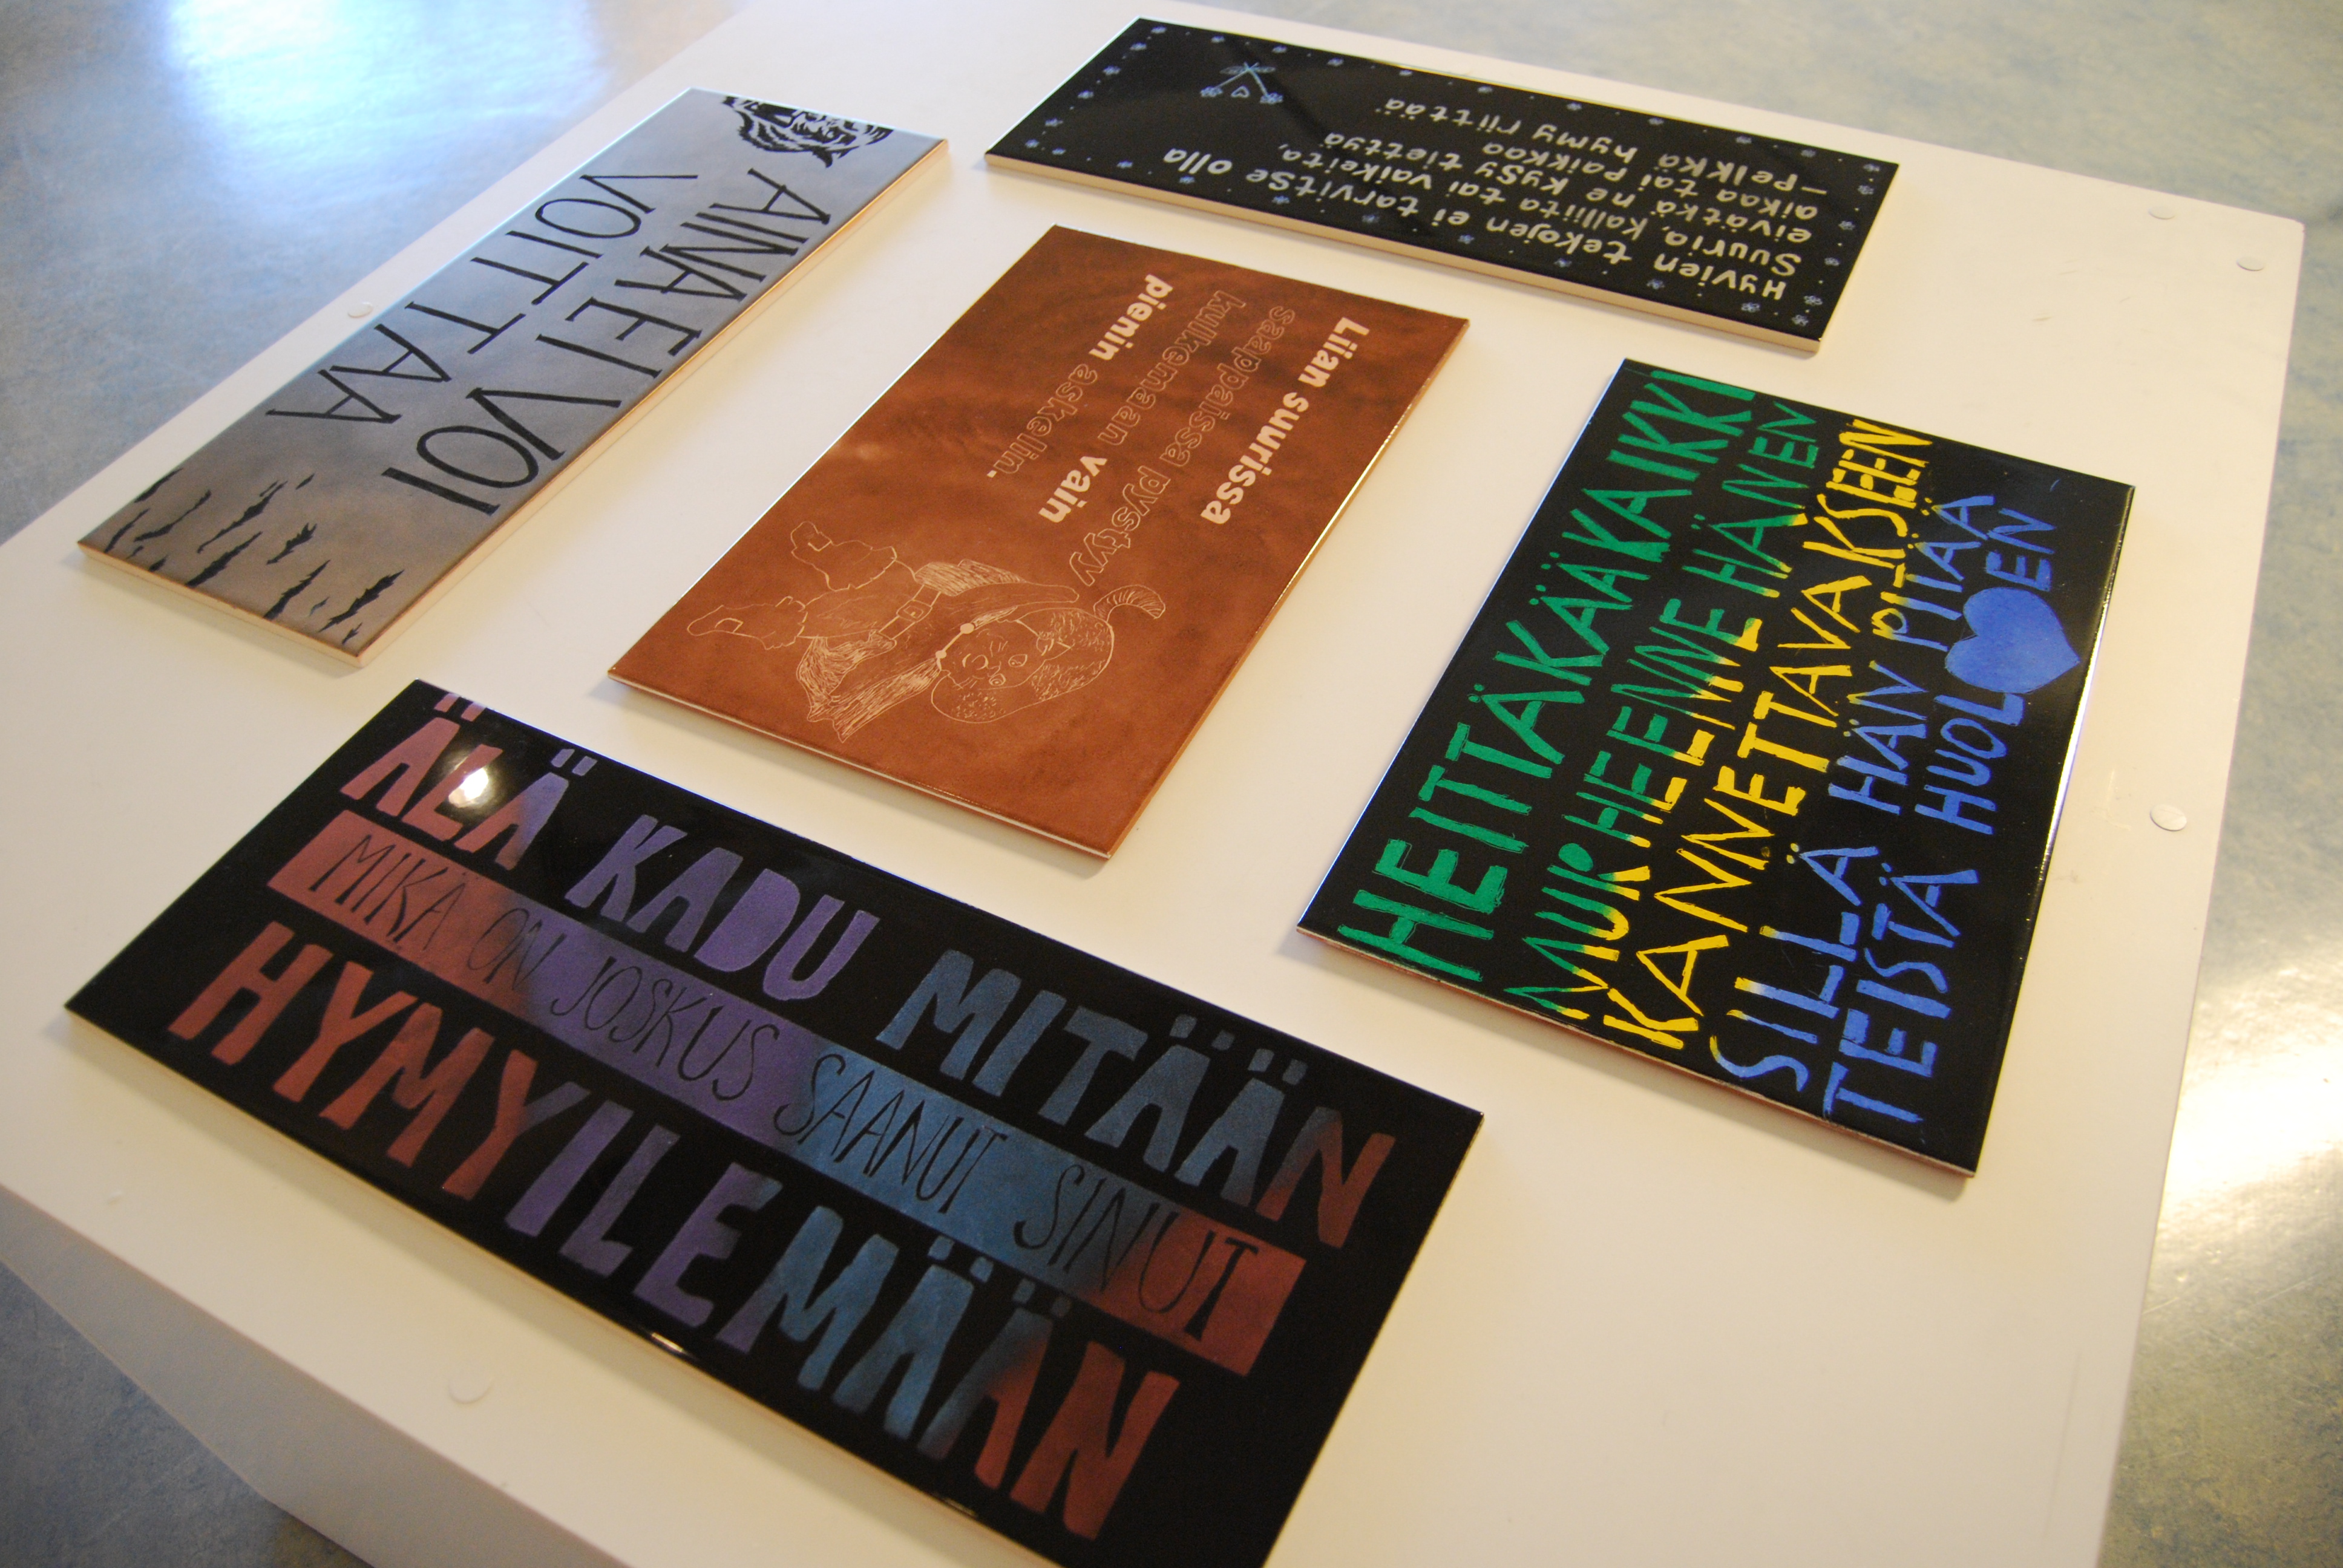 Hyvien tekojen ei tarvitse olla
Suuria, kalliita tai vaikeita,
eivätkä ne kysy tiettyä
aikaa tai Paikkaa
–Pelkkä hymy riittää
AINA EI VOI
VOITTAA
Liian suurissa
saappaissa pystyy
kulkemaan vain
pienin askelin.
HEITTÄKÄÄ KAIKKI
MURHEENNE HÄNEN
KANNETTAVAKSEEN
SILLÄ HÄN PITÄÄ
TEISTÄ HUOLEN
ÄLÄ KADU MITÄÄN
MIKÄ ON JOSKUS SAANUT SINUT
HYMYILEMÄÄN